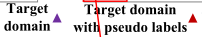 Target
domain
Target domain
with pseudo labels